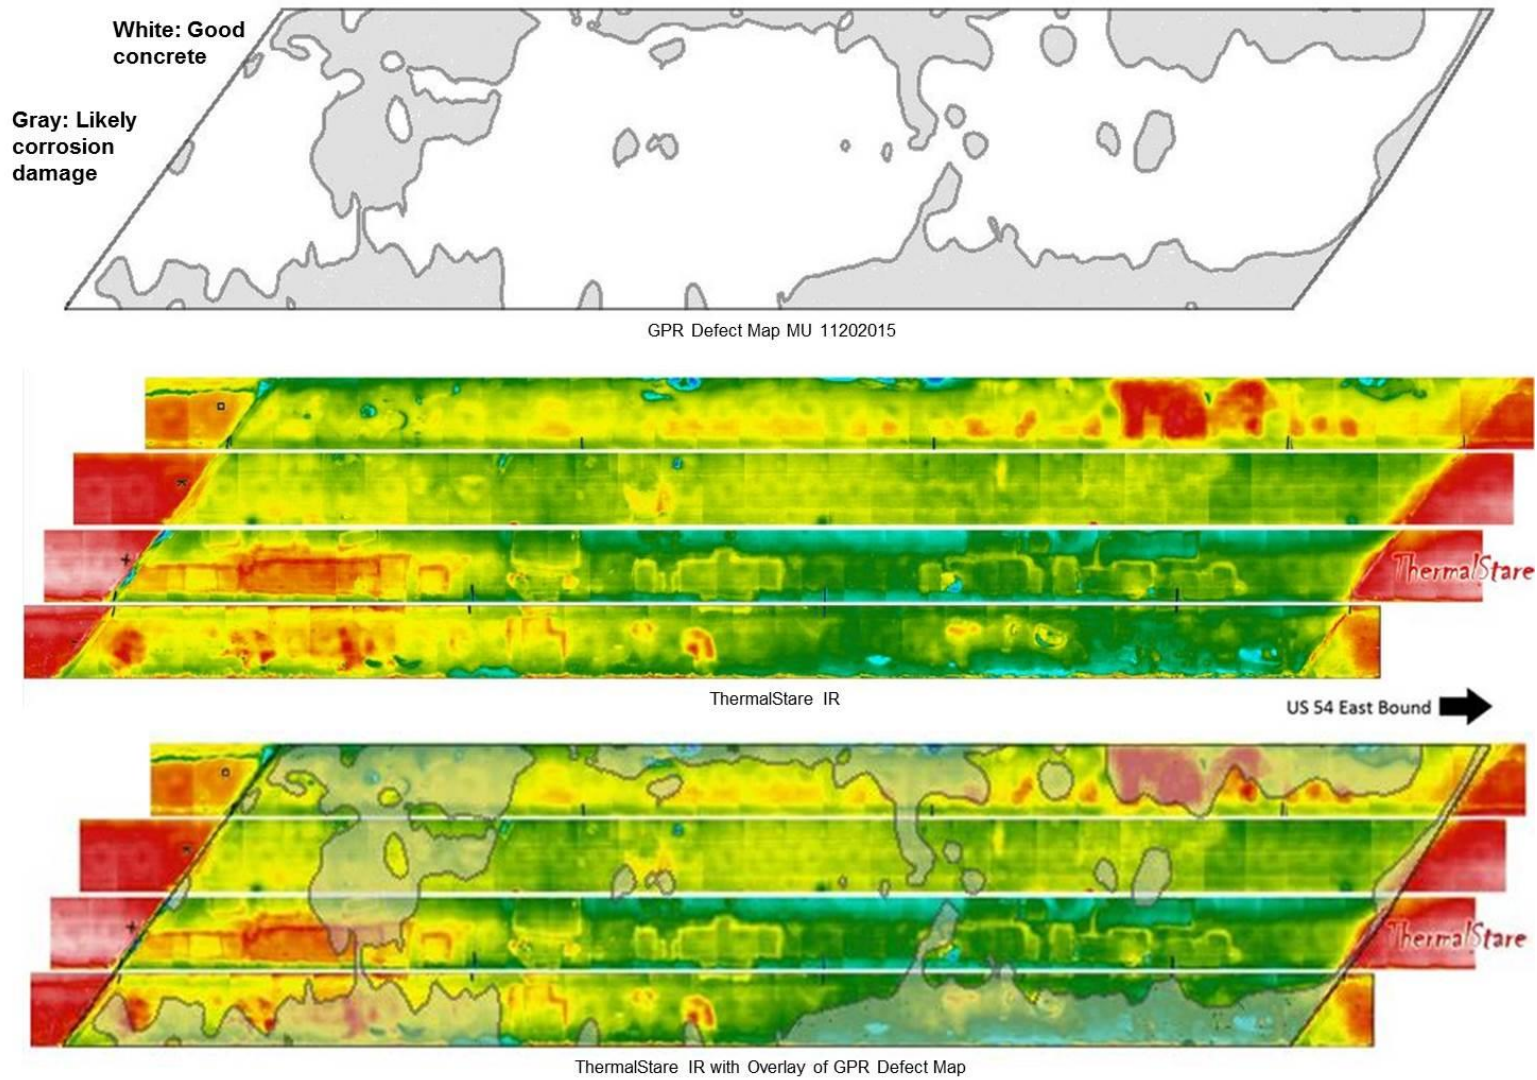 White: Good
concrete
Gray: Likely
corrosion
damage
GPR Defect Map MU 11202015
ThermalStare
ThermalStare IR
US 54 East Bound
ThermalStare
ThermalStare IR with Overlay of GPR Defect Map